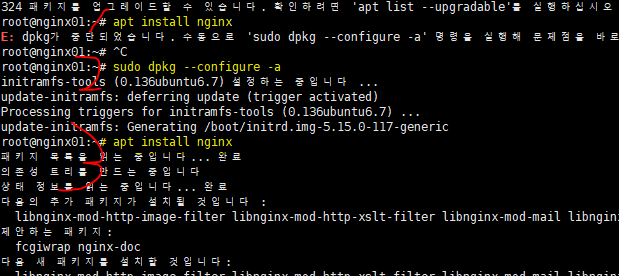 324 패키지를 업그레이드할 수 있습니다. 확인하려면 'apt list --upgradable'를 실행하십시오
root@nginx01:~# apt install nginx
E: dpkg가 중단되었습니다. 수동으로 'sudo dpkg --configure -a' 명령을 실행해 문제점을 바로
root@nginx01:~# ^C
root@nginx01:~# sudo dpkg --configure -a
initramfs-tools (0.136ubuntu6.7) 설정하는 중입니다 ...
update-initramfs: deferring update (trigger activated)
Processing triggers for initramfs-tools (0.136ubuntu6.7) ...
update-initramfs: Generating /boot/initrd.img-5.15.0-117-generic
root@nginx01:~# apt install nginx
패키지 목록을 읽는 중입니다... 완료
의존성 트리를 만드는 중입니다
상태 정보를 읽는 중입니다... 완료
다음의 추가 패키지가 설치될 것입니다 :
libnginx-mod-http-image-filter libnginx-mod-http-xslt-filter libnginx-mod-mail libnginx
제안하는 패키지:
fcgiwrap nginx-doc
다음 새 패키지를 설치할 것입니다:
libnginx-mod-http-image-filter libnginx-mod-http-xslt-filter libnginx-mod-mail libnginx